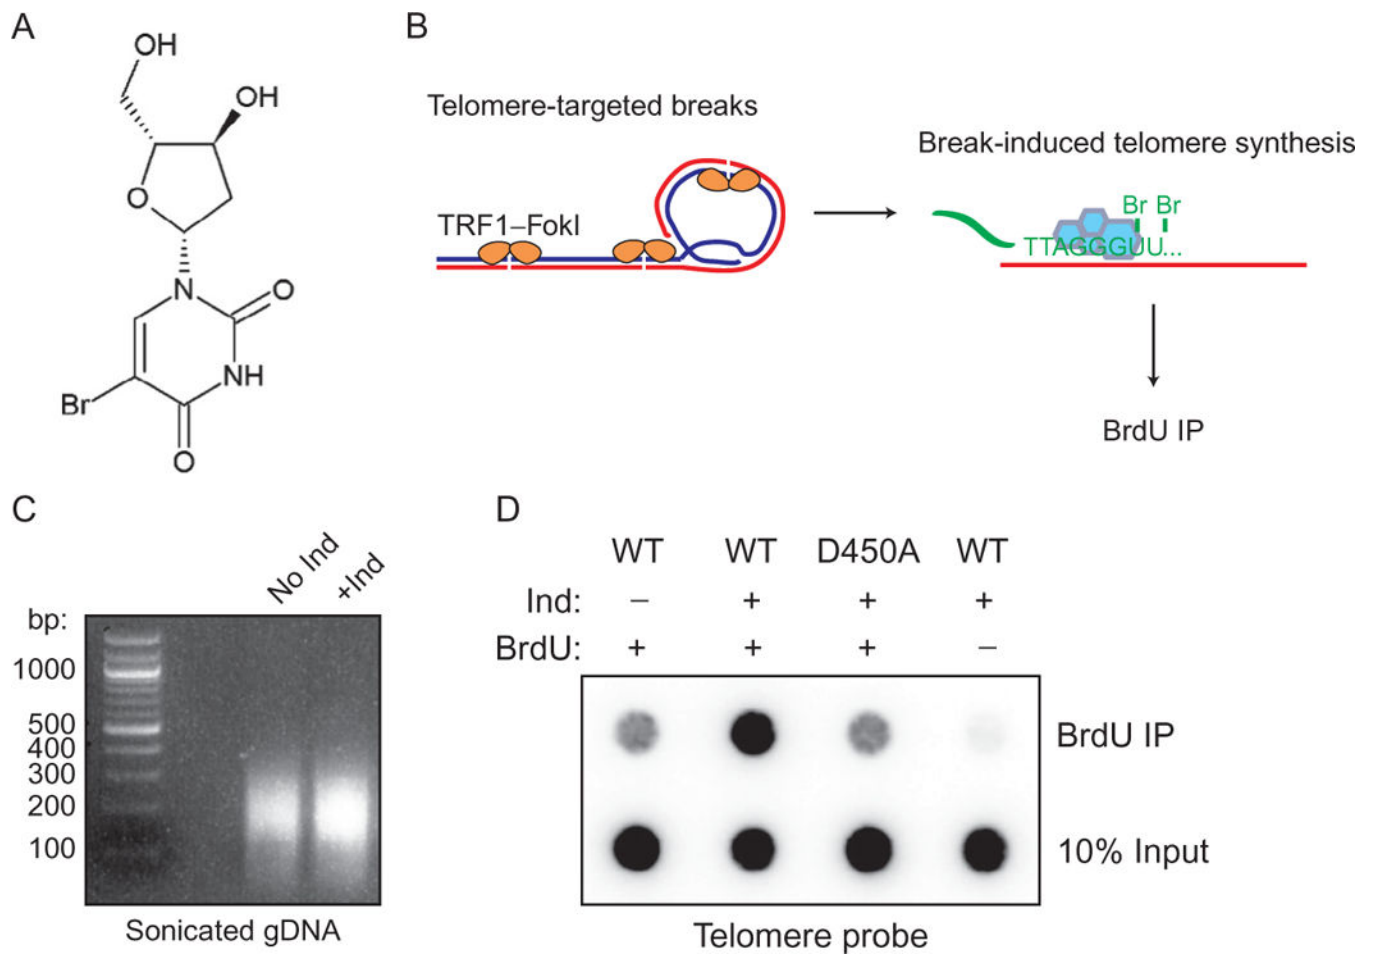 A
OH
OH
O
N
O
NH
Br
O
B
Telomere-targeted breaks
TRF1–FokI
Break-induced telomere synthesis
Br Br
TTAGGGUU...
BrdU IP
C
No Ind
+Ind
bp:
1000
500
400
300
200
100
Sonicated gDNA
D
WT WT D450A WT
Ind: – + + +
BrdU: + + + –
BrdU IP
10% Input
Telomere probe